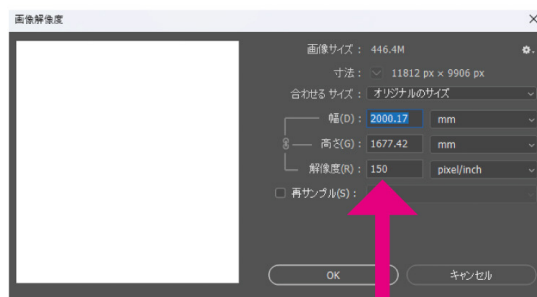 画像解像度 ×
画像サイズ： 446.4M
寸法： 11812 px × 9906 px
合わせる サイズ： オリジナルのサイズ
幅(D)： 2000.17 mm
高さ(G)： 1677.42 mm
解像度(R)： 150 pixel/inch
再サンプル(S)：
OK キャンセル